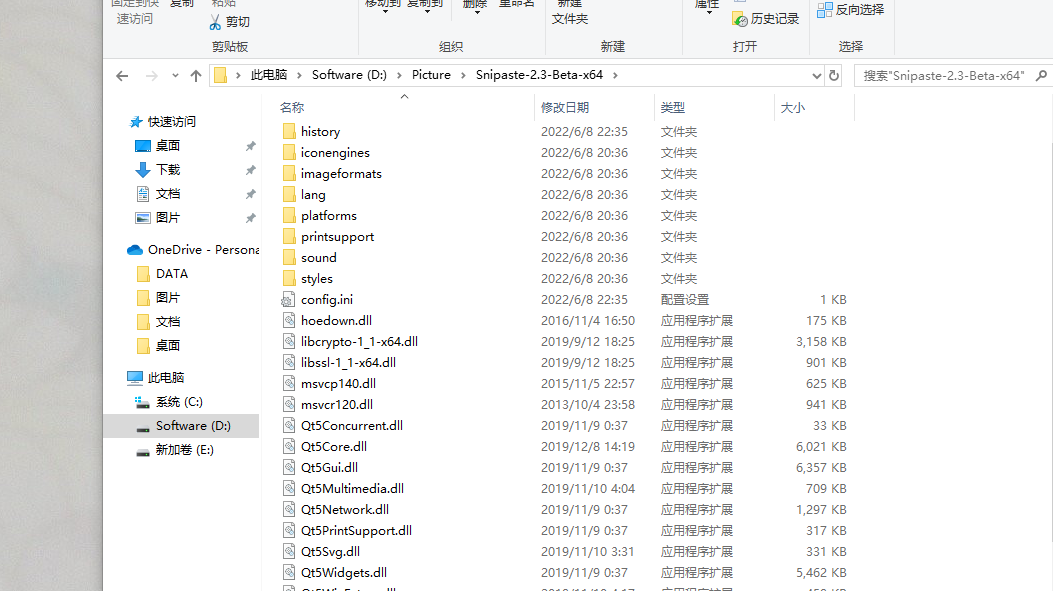 固定到快
速访问
复制
粘贴
剪切
剪贴板
移动到 复制到
删除 重命名
组织
新建
文件夹
新建
属性
历史记录
打开
反向选择
选择
此电脑 › Software (D:) › Picture › Snipaste-2.3-Beta-x64 ›
搜索"Snipaste-2.3-Beta-x64"
快速访问
桌面
下载
文档
图片
OneDrive - Persona
DATA
图片
文档
桌面
此电脑
系统 (C:)
Software (D:)
新加卷 (E:)
名称 修改日期 类型 大小
history 2022/6/8 22:35 文件夹
iconengines 2022/6/8 20:36 文件夹
imageformats 2022/6/8 20:36 文件夹
lang 2022/6/8 20:36 文件夹
platforms 2022/6/8 20:36 文件夹
printsupport 2022/6/8 20:36 文件夹
sound 2022/6/8 20:36 文件夹
styles 2022/6/8 20:36 文件夹
config.ini 2022/6/8 22:35 配置设置 1 KB
hoedown.dll 2016/11/4 16:50 应用程序扩展 175 KB
libcrypto-1_1-x64.dll 2019/9/12 18:25 应用程序扩展 3,158 KB
libssl-1_1-x64.dll 2019/9/12 18:25 应用程序扩展 901 KB
msvcp140.dll 2015/11/5 22:57 应用程序扩展 625 KB
msvcr120.dll 2013/10/4 23:58 应用程序扩展 941 KB
Qt5Concurrent.dll 2019/11/9 0:37 应用程序扩展 33 KB
Qt5Core.dll 2019/12/8 14:19 应用程序扩展 6,021 KB
Qt5Gui.dll 2019/11/9 0:37 应用程序扩展 6,357 KB
Qt5Multimedia.dll 2019/11/10 4:04 应用程序扩展 709 KB
Qt5Network.dll 2019/11/9 0:37 应用程序扩展 1,297 KB
Qt5PrintSupport.dll 2019/11/9 0:37 应用程序扩展 317 KB
Qt5Svg.dll 2019/11/10 3:31 应用程序扩展 331 KB
Qt5Widgets.dll 2019/11/9 0:37 应用程序扩展 5,462 KB